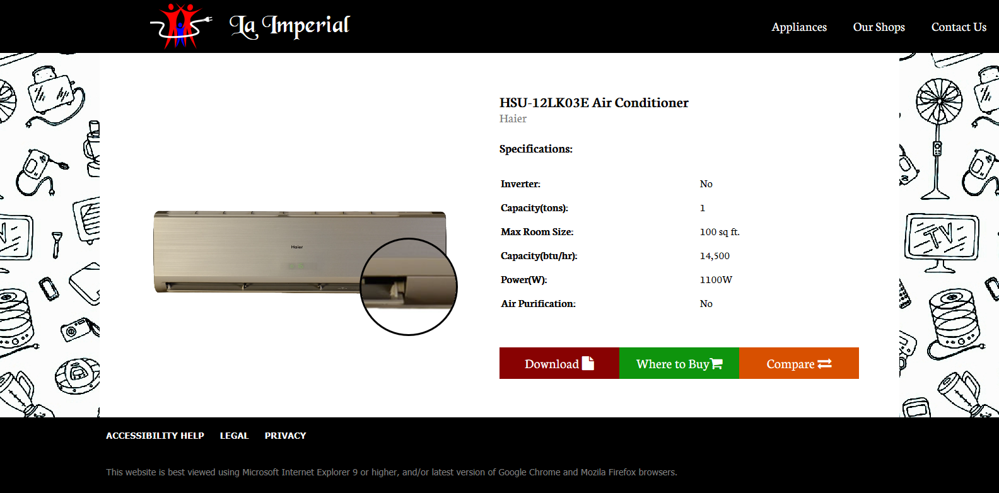 La Imperial
Appliances Our Shops Contact Us
HSU-12LK03E Air Conditioner
Haier
Specifications:
Inverter: No
Capacity(tons): 1
Max Room Size: 100 sq ft.
Capacity(btu/hr): 14,500
Power(W): 1100W
Air Purification: No
Haier
TV
TV
Download Where to Buy Compare
ACCESSIBILITY HELP LEGAL PRIVACY
This website is best viewed using Microsoft Internet Explorer 9 or higher, and/or latest version of Google Chrome and Mozila Firefox browsers.